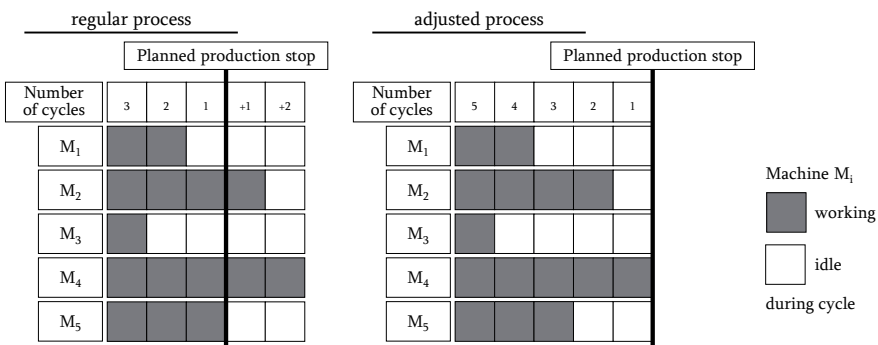 regular process
adjusted process
Planned production stop
Planned production stop
Number of cycles 3 2 1 +1 +2
Number of cycles 5 4 3 2 1
M₁
M₁
M₂
M₂
M₃
M₃
M₄
M₄
M₅
M₅
Machine Mᵢ
working
idle
during cycle